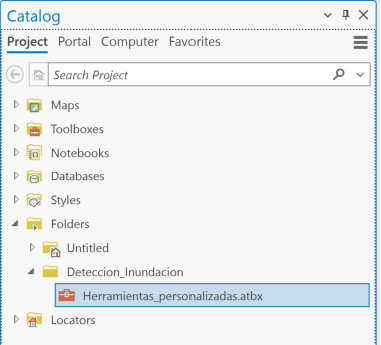 Catalog
Project Portal Computer Favorites
Search Project
Maps
Toolboxes
Notebooks
Databases
Styles
Folders
Untitled
Deteccion_Inundacion
Herramientas_personalizadas.atbx
Locators